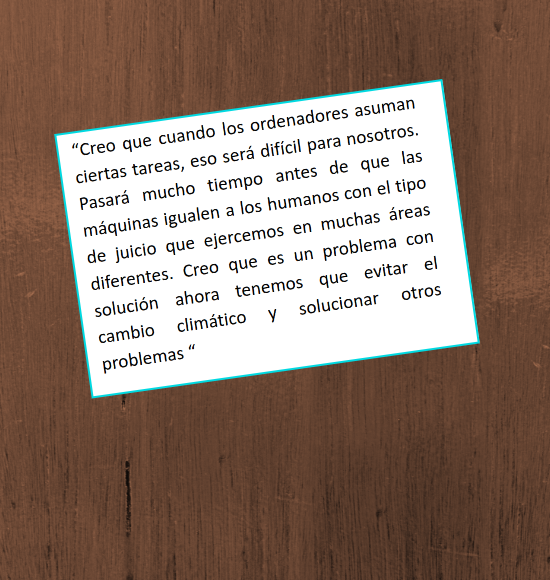 “Creo que cuando los ordenadores asuman
ciertas tareas, eso será difícil para nosotros.
Pasará mucho tiempo antes de que las
máquinas igualen a los humanos con el tipo
de juicio que ejercemos en muchas áreas
diferentes. Creo que es un problema con
solución ahora tenemos que evitar el
cambio climático y solucionar otros
problemas “